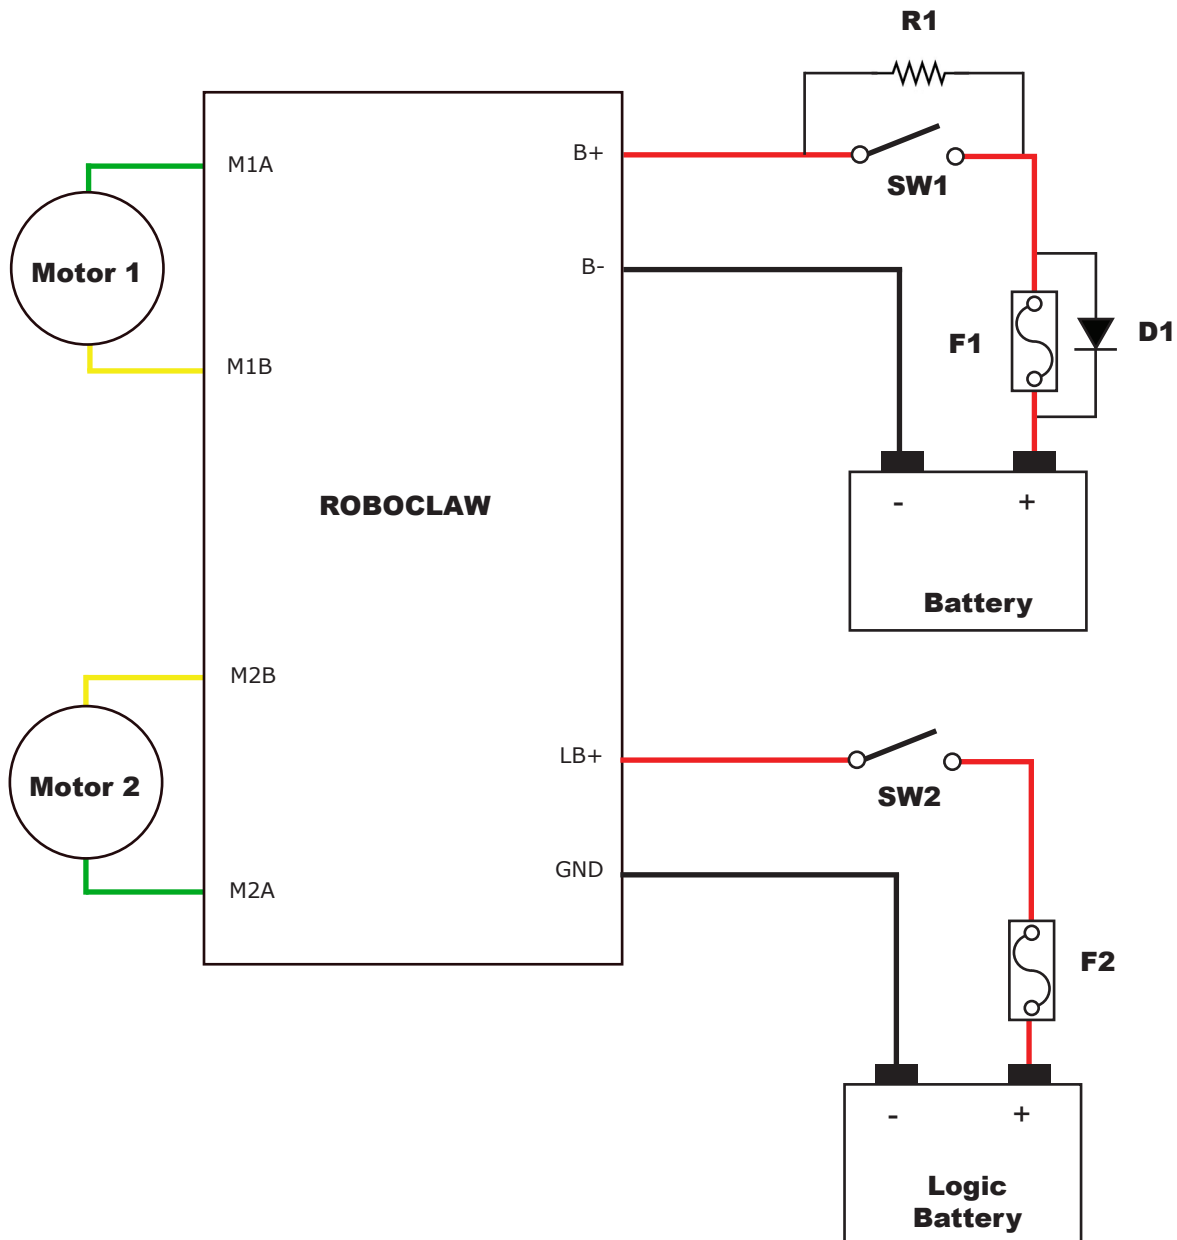 R1
M1A
B+
SW1
B-
Motor 1
F1
D1
M1B
ROBOCLAW
-
+
Battery
M2B
LB+
Motor 2
SW2
GND
M2A
F2
-
+
Logic
Battery